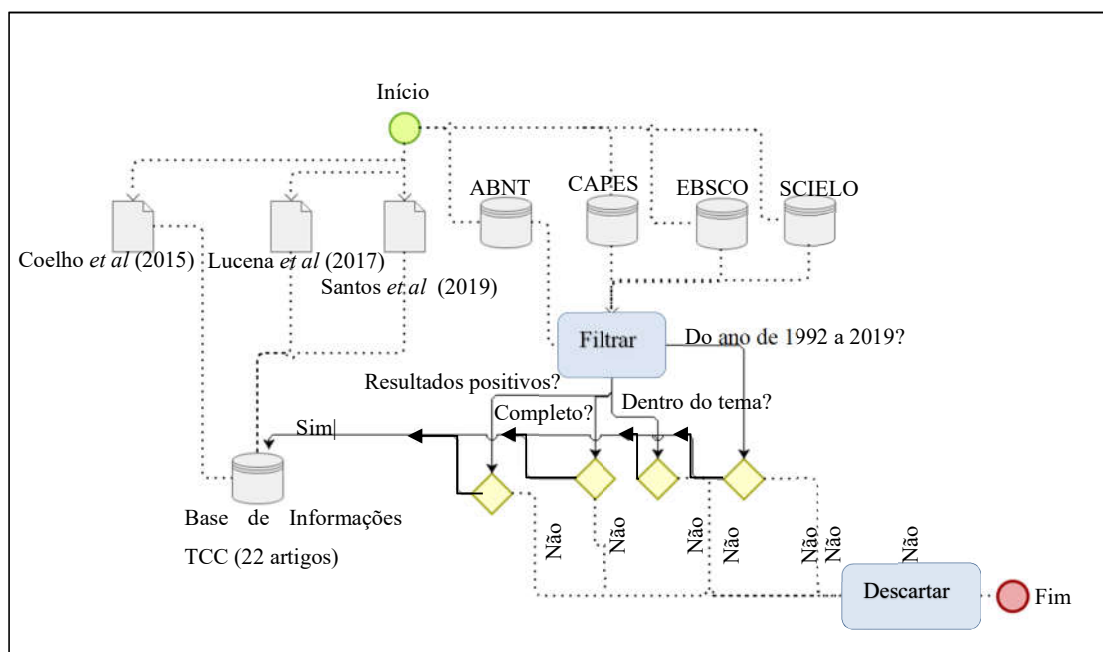 Início
ABNT
CAPES
EBSCO
SCIELO
Coelho et al (2015)
Lucena et al (2017)
Santos et.al (2019)
Filtrar
Do ano de 1992 a 2019?
Resultados positivos?
Completo?
Dentro do tema?
Sim
Base de Informações
TCC (22 artigos)
Não
Não
Não
Não
Não
Não
Não
Descartar
Fim